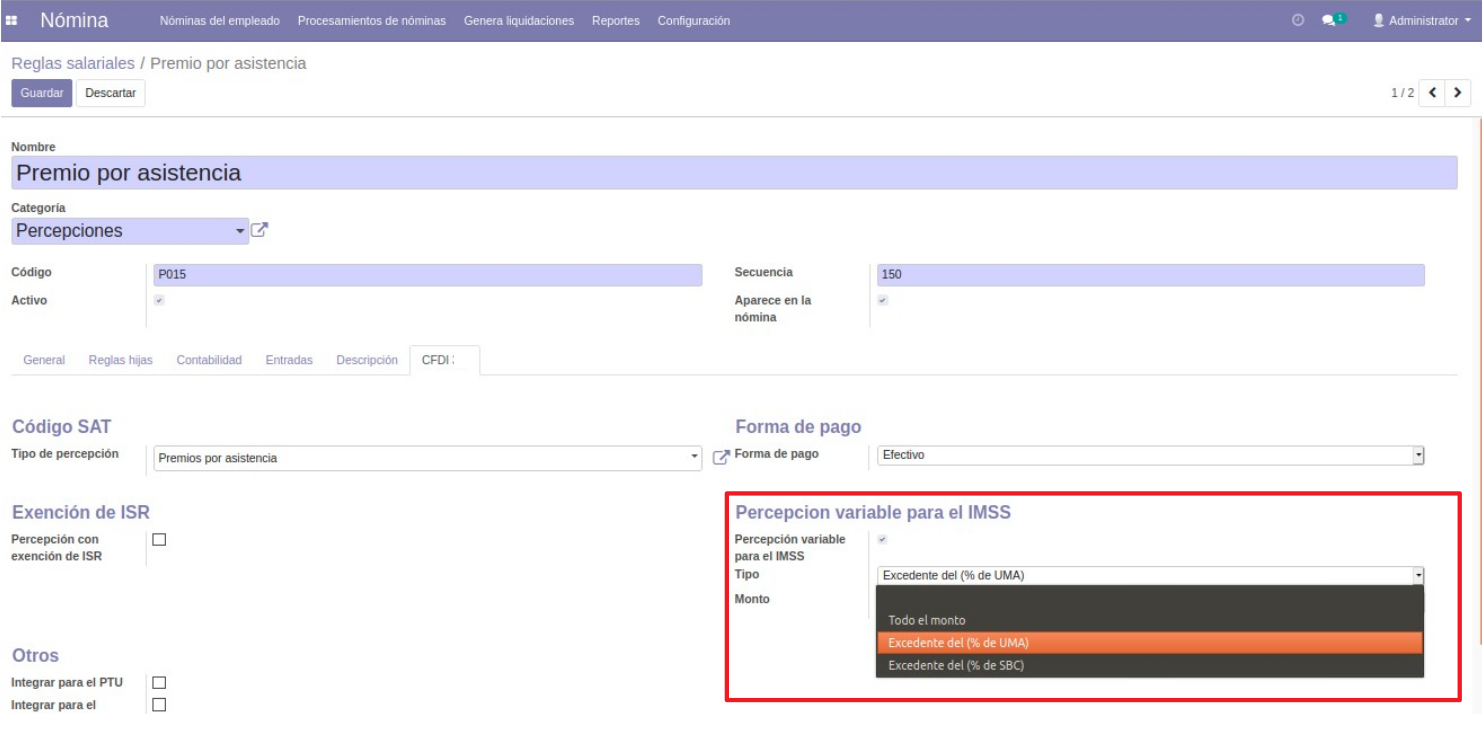 Nómina Nóminas del empleado Procesamientos de nóminas Genera liquidaciones Reportes Configuración 1 Administrator
Reglas salariales / Premio por asistencia
Guardar Descartar 1 / 2
Nombre
Premio por asistencia
Categoría
Percepciones
Código P015 Secuencia 150
Activo Aparece en la
nómina
General Reglas hijas Contabilidad Entradas Descripción CFDI
Código SAT Forma de pago
Tipo de percepción Premios por asistencia Forma de pago Efectivo
Exención de ISR Percepcion variable para el IMSS
Percepción con Percepción variable
exención de ISR para el IMSS
Tipo Excedente del (% de UMA)
Monto
Todo el monto
Excedente del (% de UMA)
Excedente del (% de SBC)
Otros
Integrar para el PTU
Integrar para el